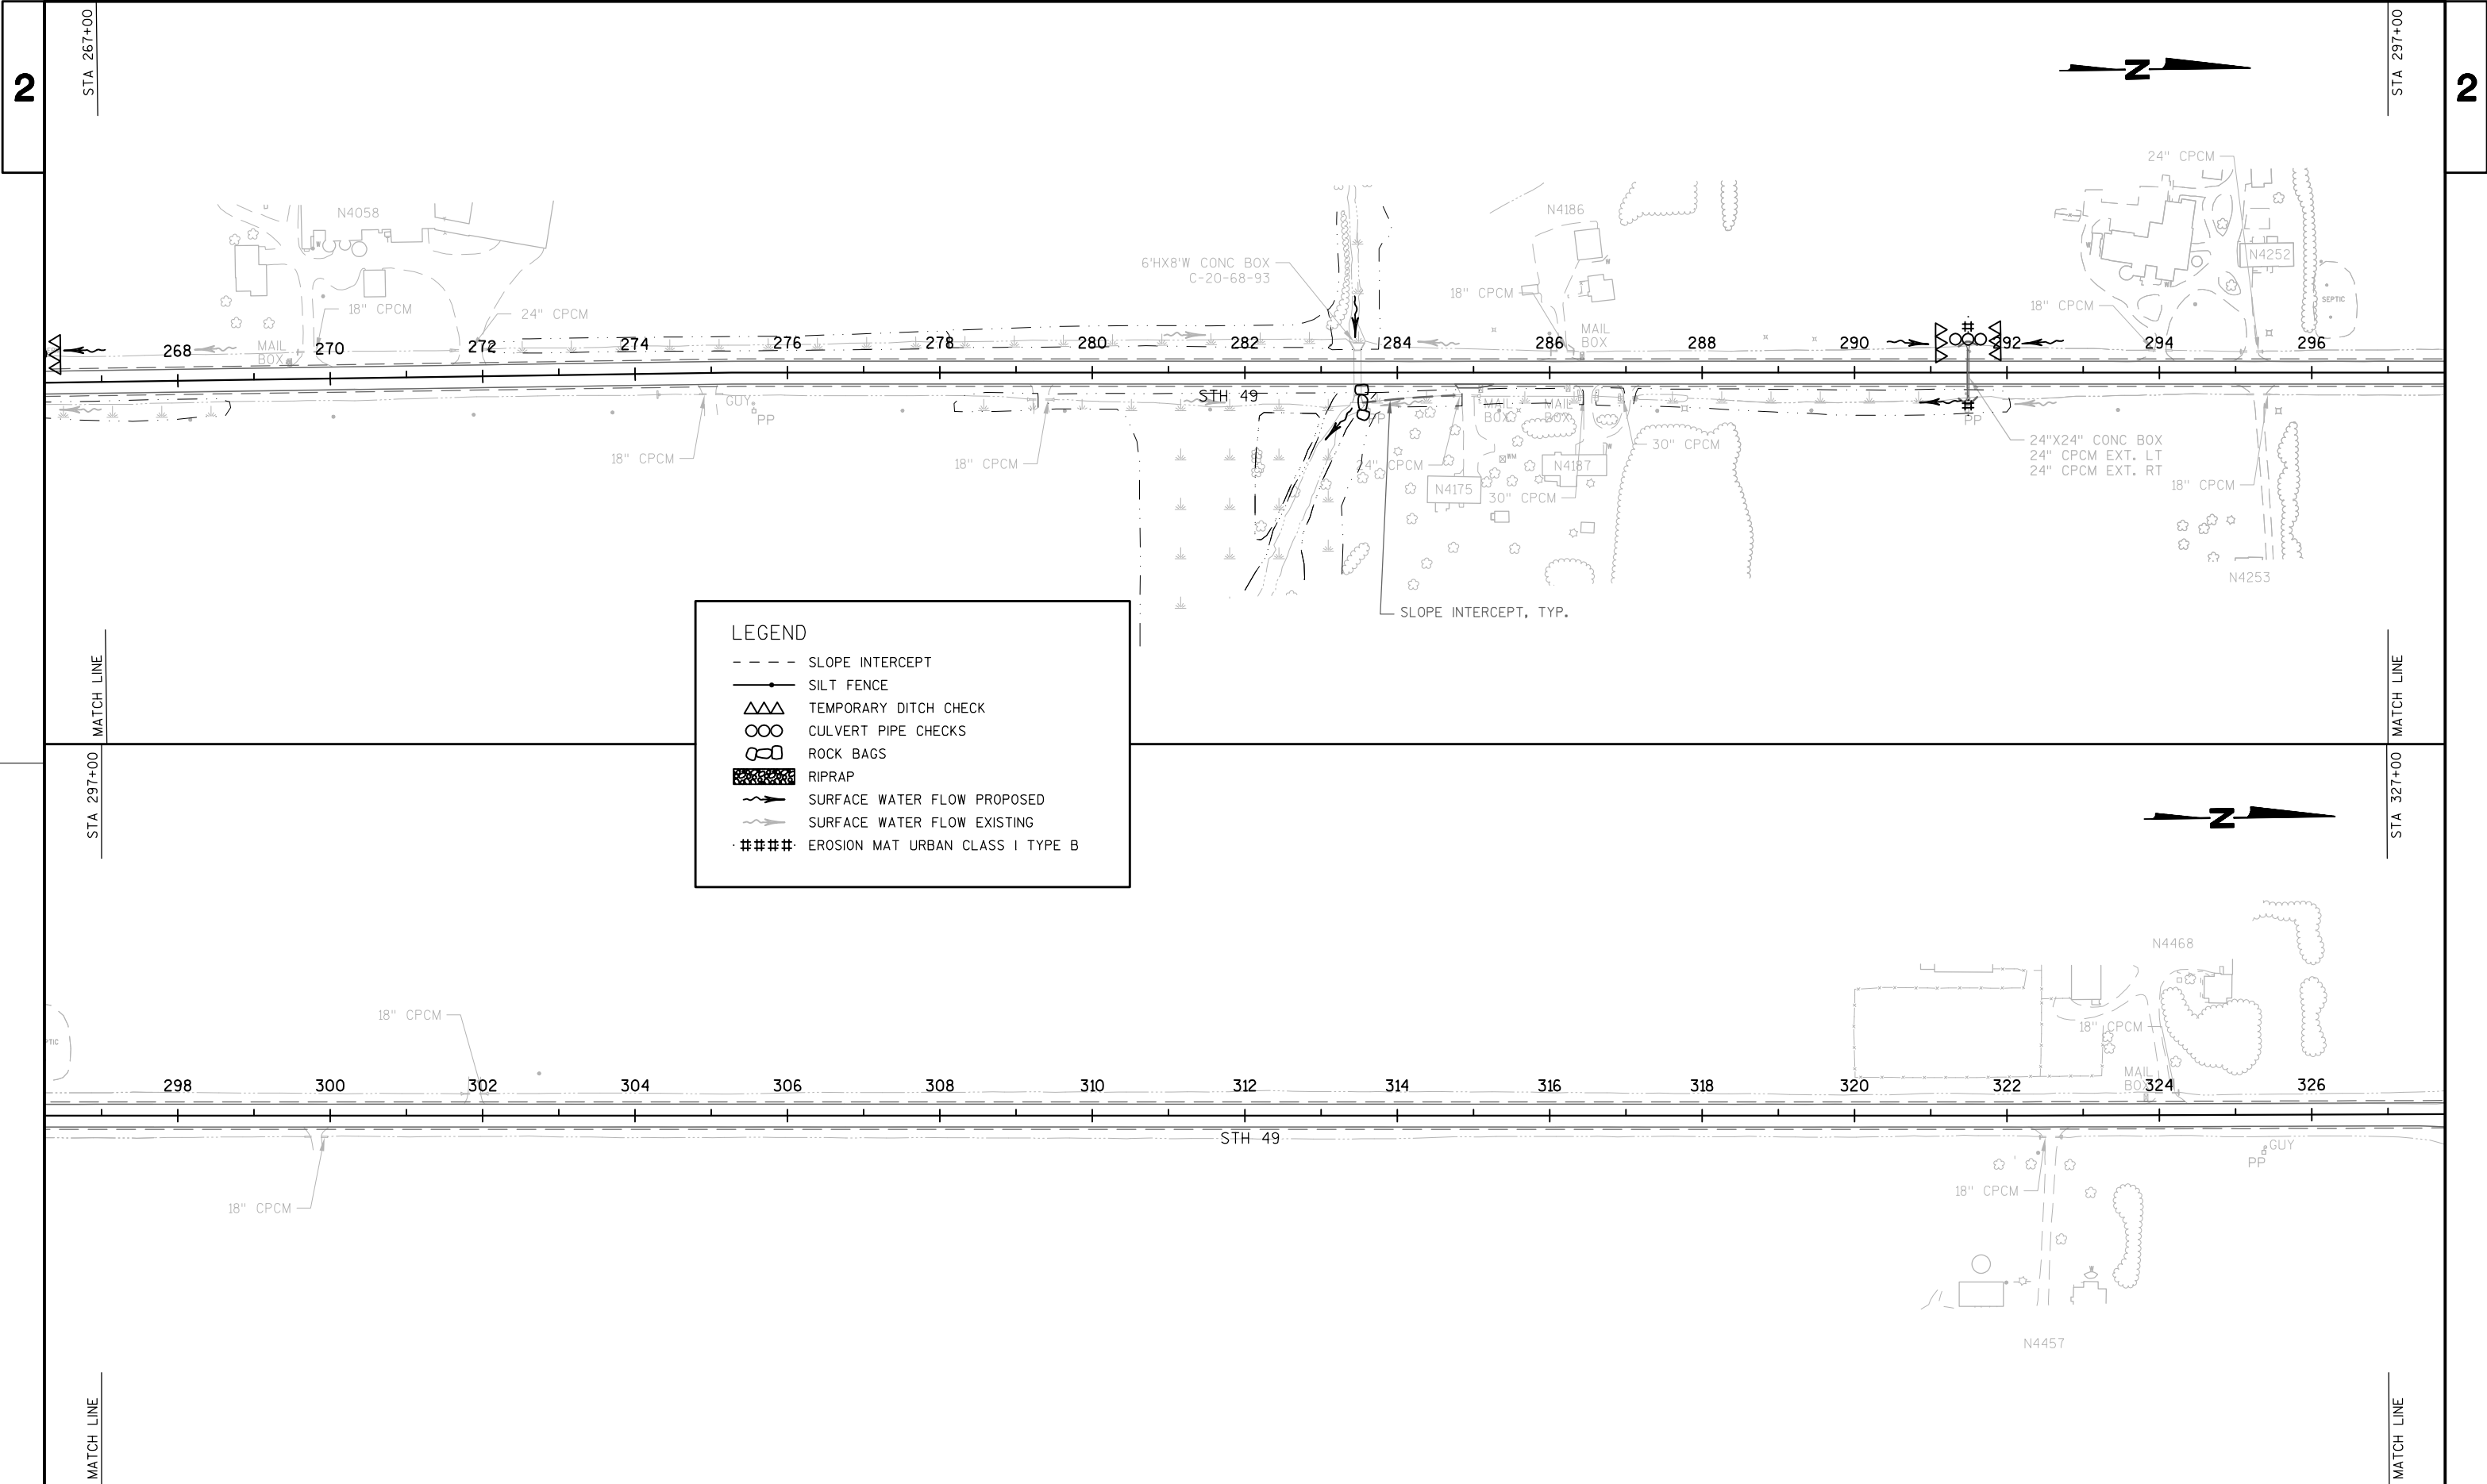 2
2
STA 267+00
STA 297+00
N
24" CPCM
N4058
N4186
N4252
6'HX8'W CONC BOX
C-20-68-93
18" CPCM
18" CPCM
18" CPCM
SEPTIC
24" CPCM
MAIL
BOX
MAIL
BOX
268 270 272 274 276 278 280 282 284 286 288 290 292 294 296
STH 49
GUY
PP
MAIL
BOX
MAIL
BOX
PP
18" CPCM
18" CPCM
24" CPCM
30" CPCM
24"X24" CONC BOX
24" CPCM EXT. LT
24" CPCM EXT. RT
WM
N4187
N4175
30" CPCM
18" CPCM
N4253
SLOPE INTERCEPT, TYP.
MATCH LINE
MATCH LINE
LEGEND
SLOPE INTERCEPT
SILT FENCE
TEMPORARY DITCH CHECK
CULVERT PIPE CHECKS
ROCK BAGS
RIPRAP
SURFACE WATER FLOW PROPOSED
SURFACE WATER FLOW EXISTING
EROSION MAT URBAN CLASS I TYPE B
STA 297+00
STA 327+00
N
N4468
18" CPCM
18" CPCM
MAIL
BOX
298 300 302 304 306 308 310 312 314 316 318 320 322 324 326
STH 49
GUY
PP
18" CPCM
18" CPCM
N4457
MATCH LINE
MATCH LINE